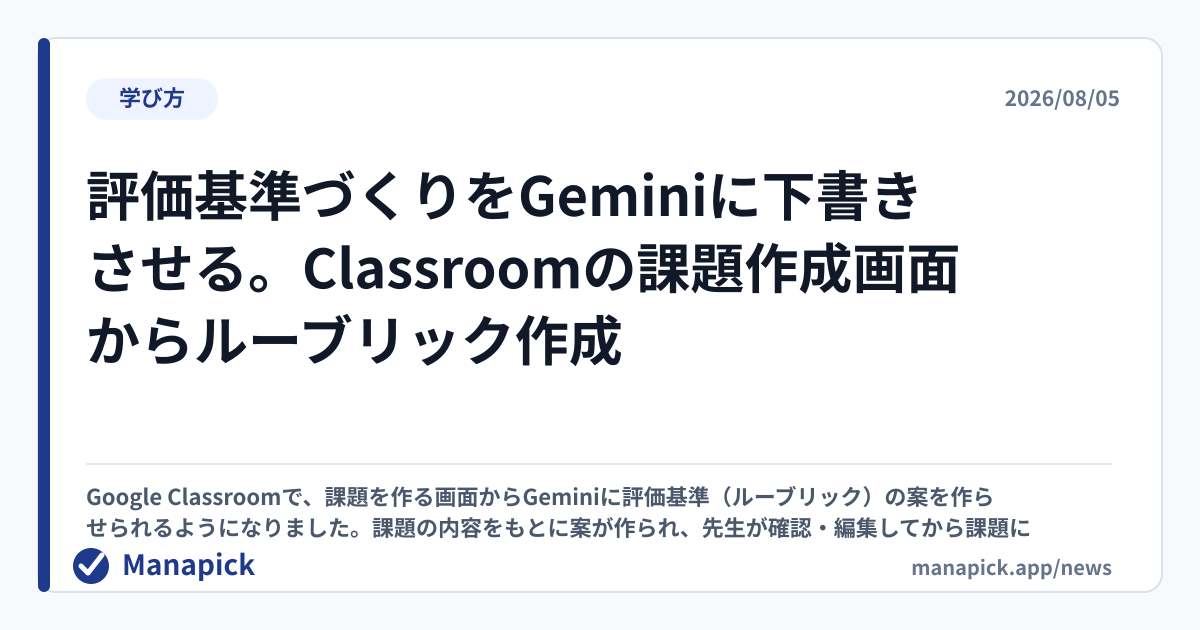 学び方
2026/08/05
評価基準づくりをGeminiに下書き
させる。Classroomの課題作成画面
からルーブリック作成
Google Classroomで、課題を作る画面からGeminiに評価基準（ルーブリック）の案を作ら
せられるようになりました。課題の内容をもとに案が作られ、先生が確認・編集してから課題に
Manapick
manapick.app/news